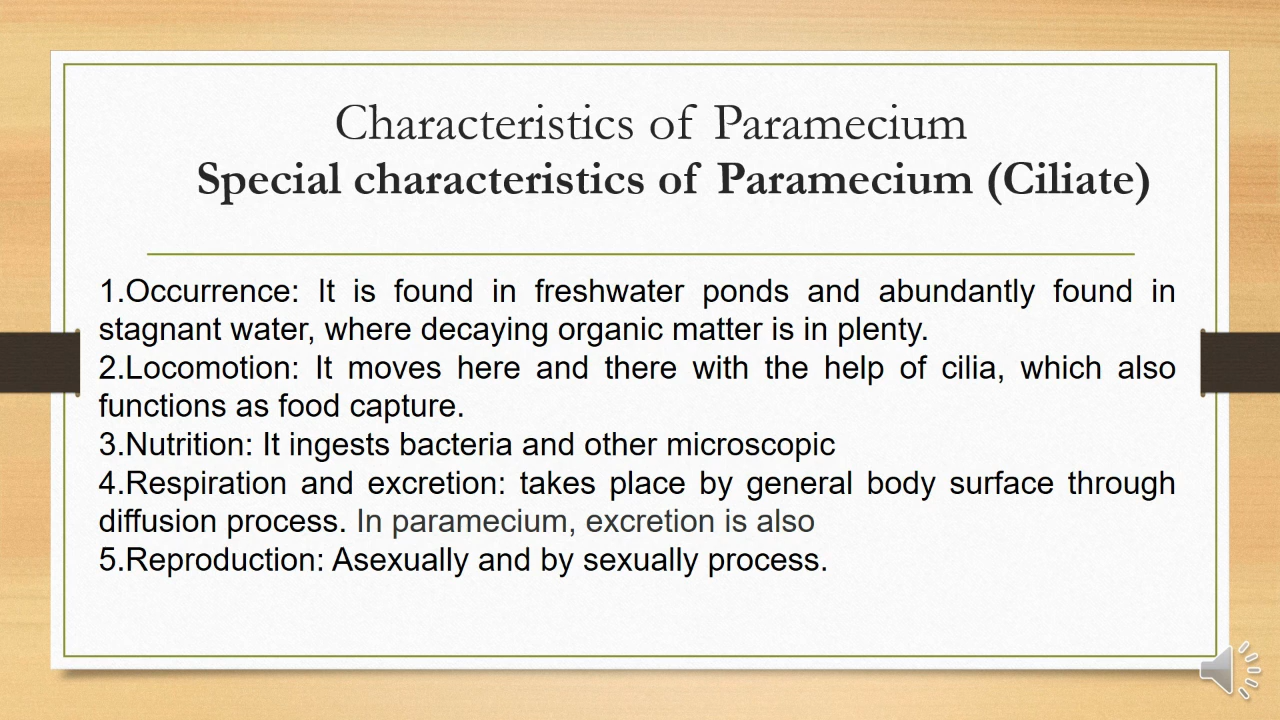 Characteristics of Paramecium
Special characteristics of Paramecium (Ciliate)
1.Occurrence: It is found in freshwater ponds and abundantly found in
stagnant water, where decaying organic matter is in plenty.
2.Locomotion: It moves here and there with the help of cilia, which also
functions as food capture.
3.Nutrition: It ingests bacteria and other microscopic
4.Respiration and excretion: takes place by general body surface through
diffusion process. In paramecium, excretion is also
5.Reproduction: Asexually and by sexually process.